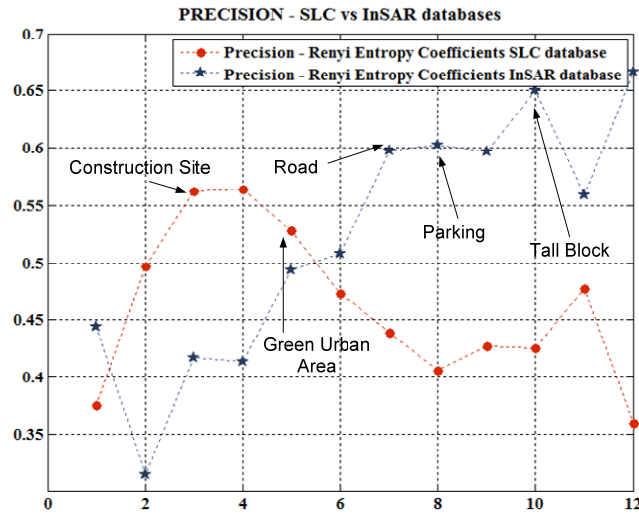 PRECISION - SLC vs InSAR databases
0.7
Precision - Renyi Entropy Coefficients SLC database
Precision - Renyi Entropy Coefficients InSAR database
0.65
0.6
Road
Construction Site
0.55
Parking
Tall Block
0.5
0.45
Green Urban
Area
0.4
0.35
0 2 4 6 8 10 12